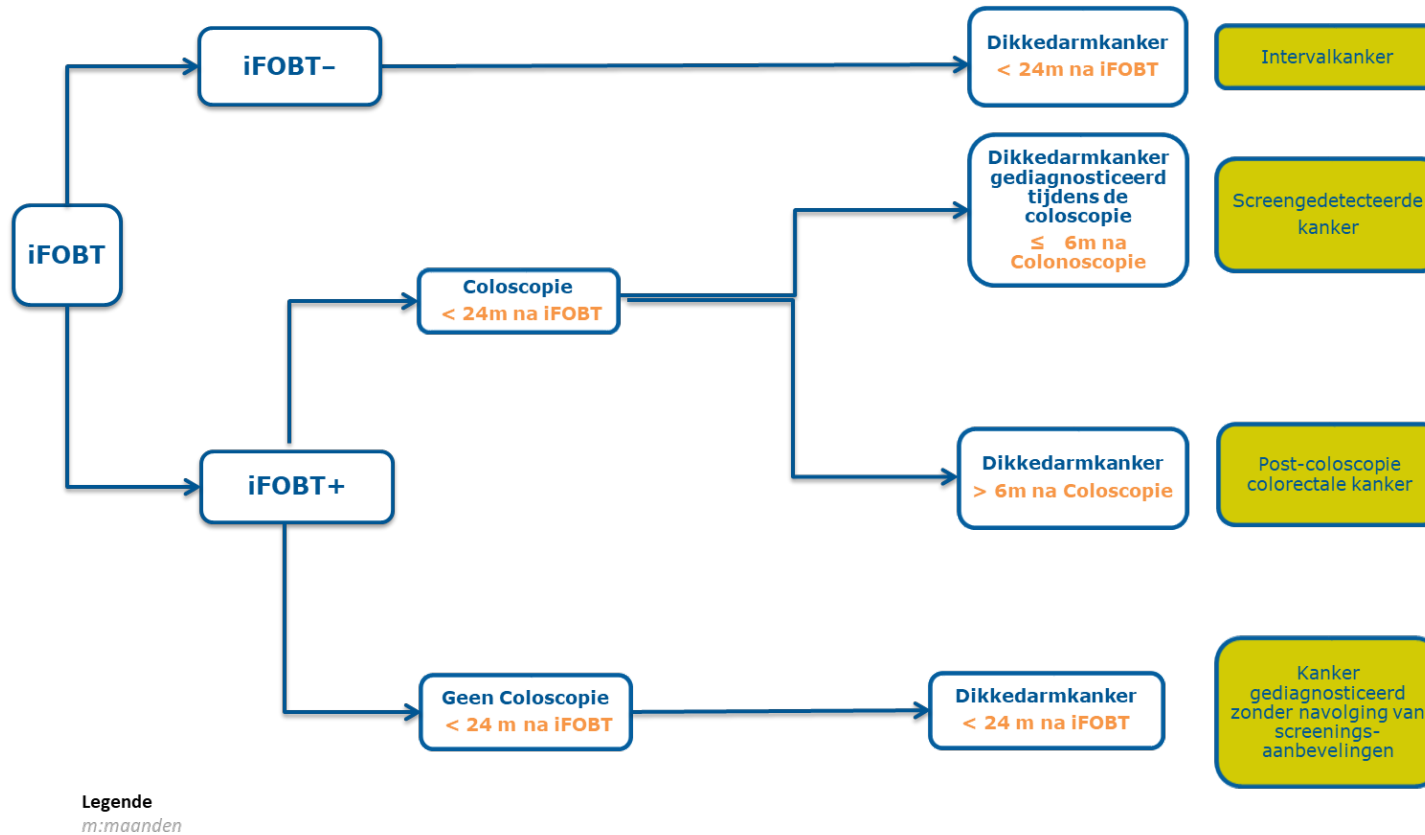 iFOBT
iFOBT–
Dikkedarmkanker
< 24m na iFOBT
Intervalkanker
Dikkedarmkanker
gediagnosticeerd
tijdens de
coloscopie
≤ 6m na
Colonoscopie
Screengedetecteerde
kanker
Coloscopie
< 24m na iFOBT
iFOBT+
Dikkedarmkanker
> 6m na Coloscopie
Post-coloscopie
colorectale kanker
Geen Coloscopie
< 24 m na iFOBT
Dikkedarmkanker
< 24 m na iFOBT
Kanker
gediagnosticeerd
zonder navolging van
screenings-
aanbevelingen
Legende
m:maanden